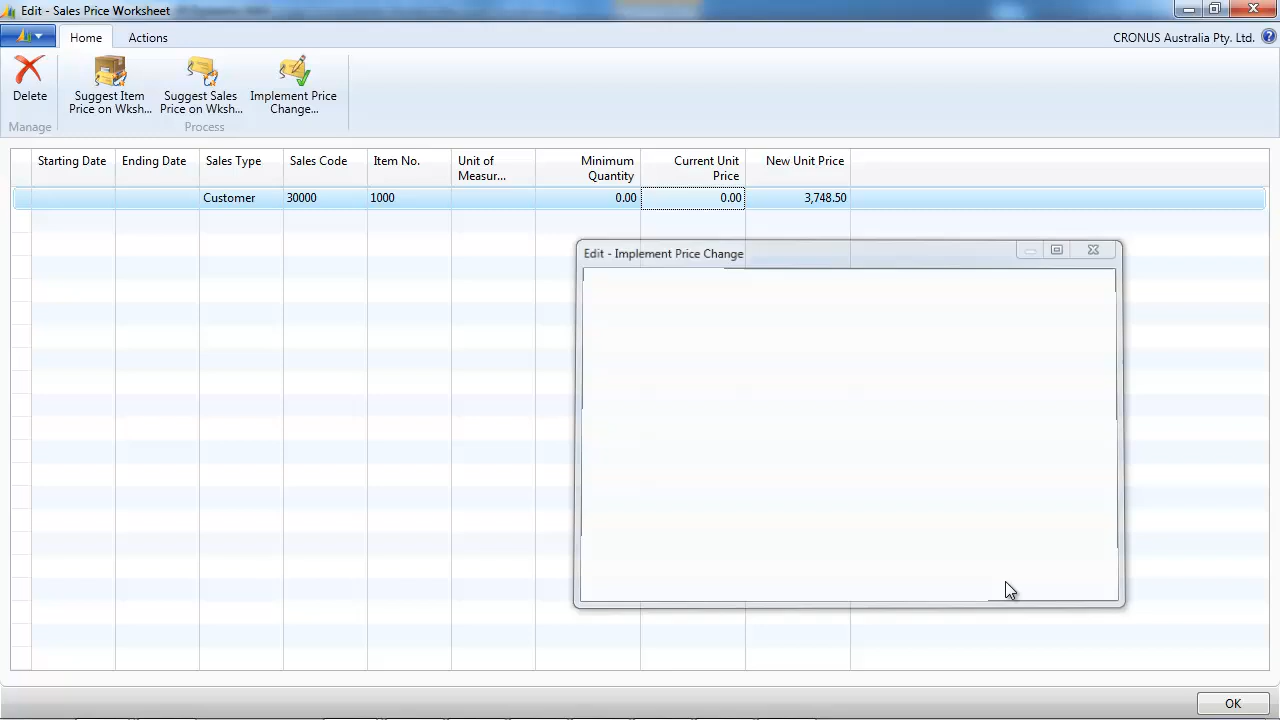 Edit - Sales Price Worksheet
Home Actions CRONUS Australia Pty. Ltd.
Delete
Suggest Item
Price on Wksh...
Suggest Sales
Price on Wksh...
Implement Price
Change...
Manage
Process
Starting Date Ending Date Sales Type Sales Code Item No. Unit of
Measur... Minimum
Quantity Current Unit
Price New Unit Price
Customer 30000 1000 0.00 0.00 3,748.50
Edit - Implement Price Change
OK